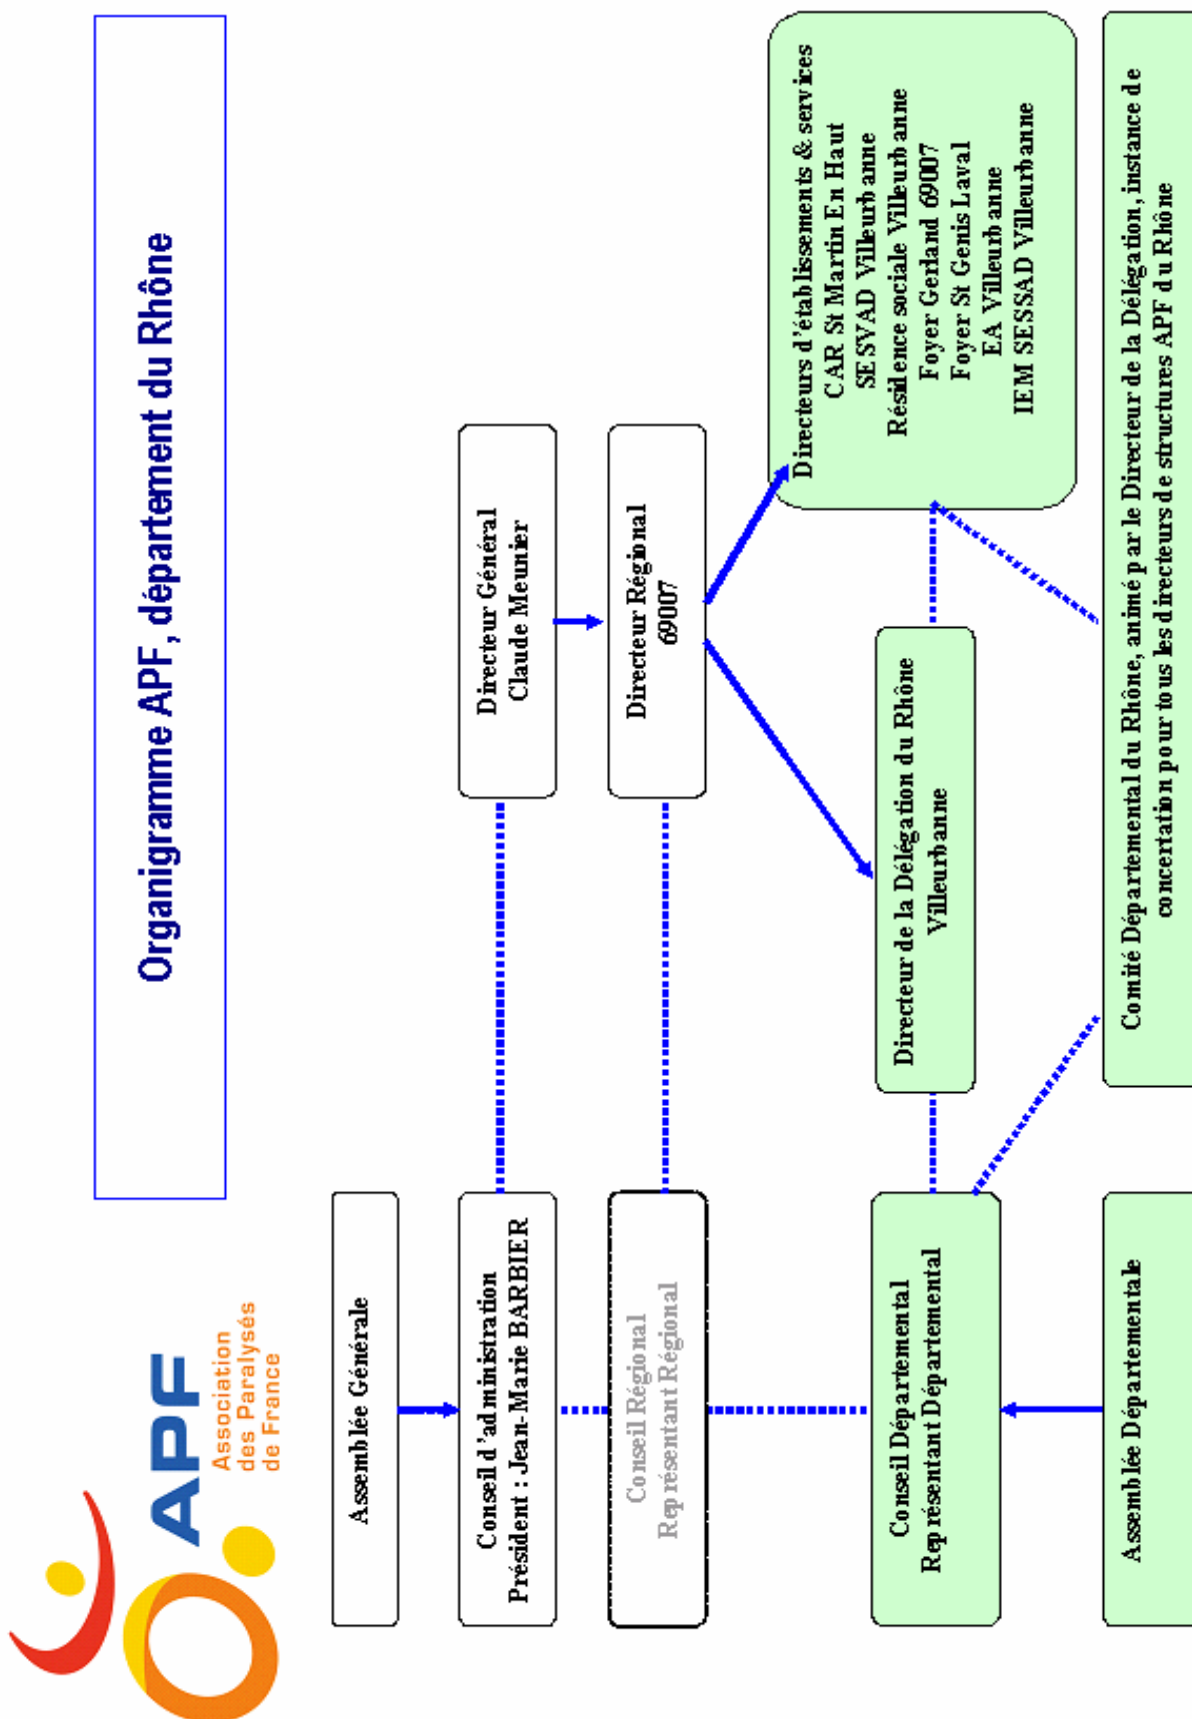 APF
Association
des Paralysés
de France
Organigramme APF, département du Rhône
Assemblée Générale
Conseil d'administration
Président : Jean-Marie BARBIER
Directeur Général
Claude Meunier
Conseil Régional
Représentant Régional
Directeur Régional
69007
Directeurs d'établissements & services
CAR St Martin En Haut
SESVAD Villeurbanne
Résidence sociale Villeurbanne
Foyer Gerland 69007
Foyer St Genis Laval
EA Villeurbanne
IEM SESSAD Villeurbanne
Conseil Départemental
Représentant Départemental
Directeur de la Délégation du Rhône
Villeurbanne
Assemblée Départementale
Comité Départemental du Rhône, animé par le Directeur de la Délégation, instance de
concertation pour tous les directeurs de structures APF du Rhône